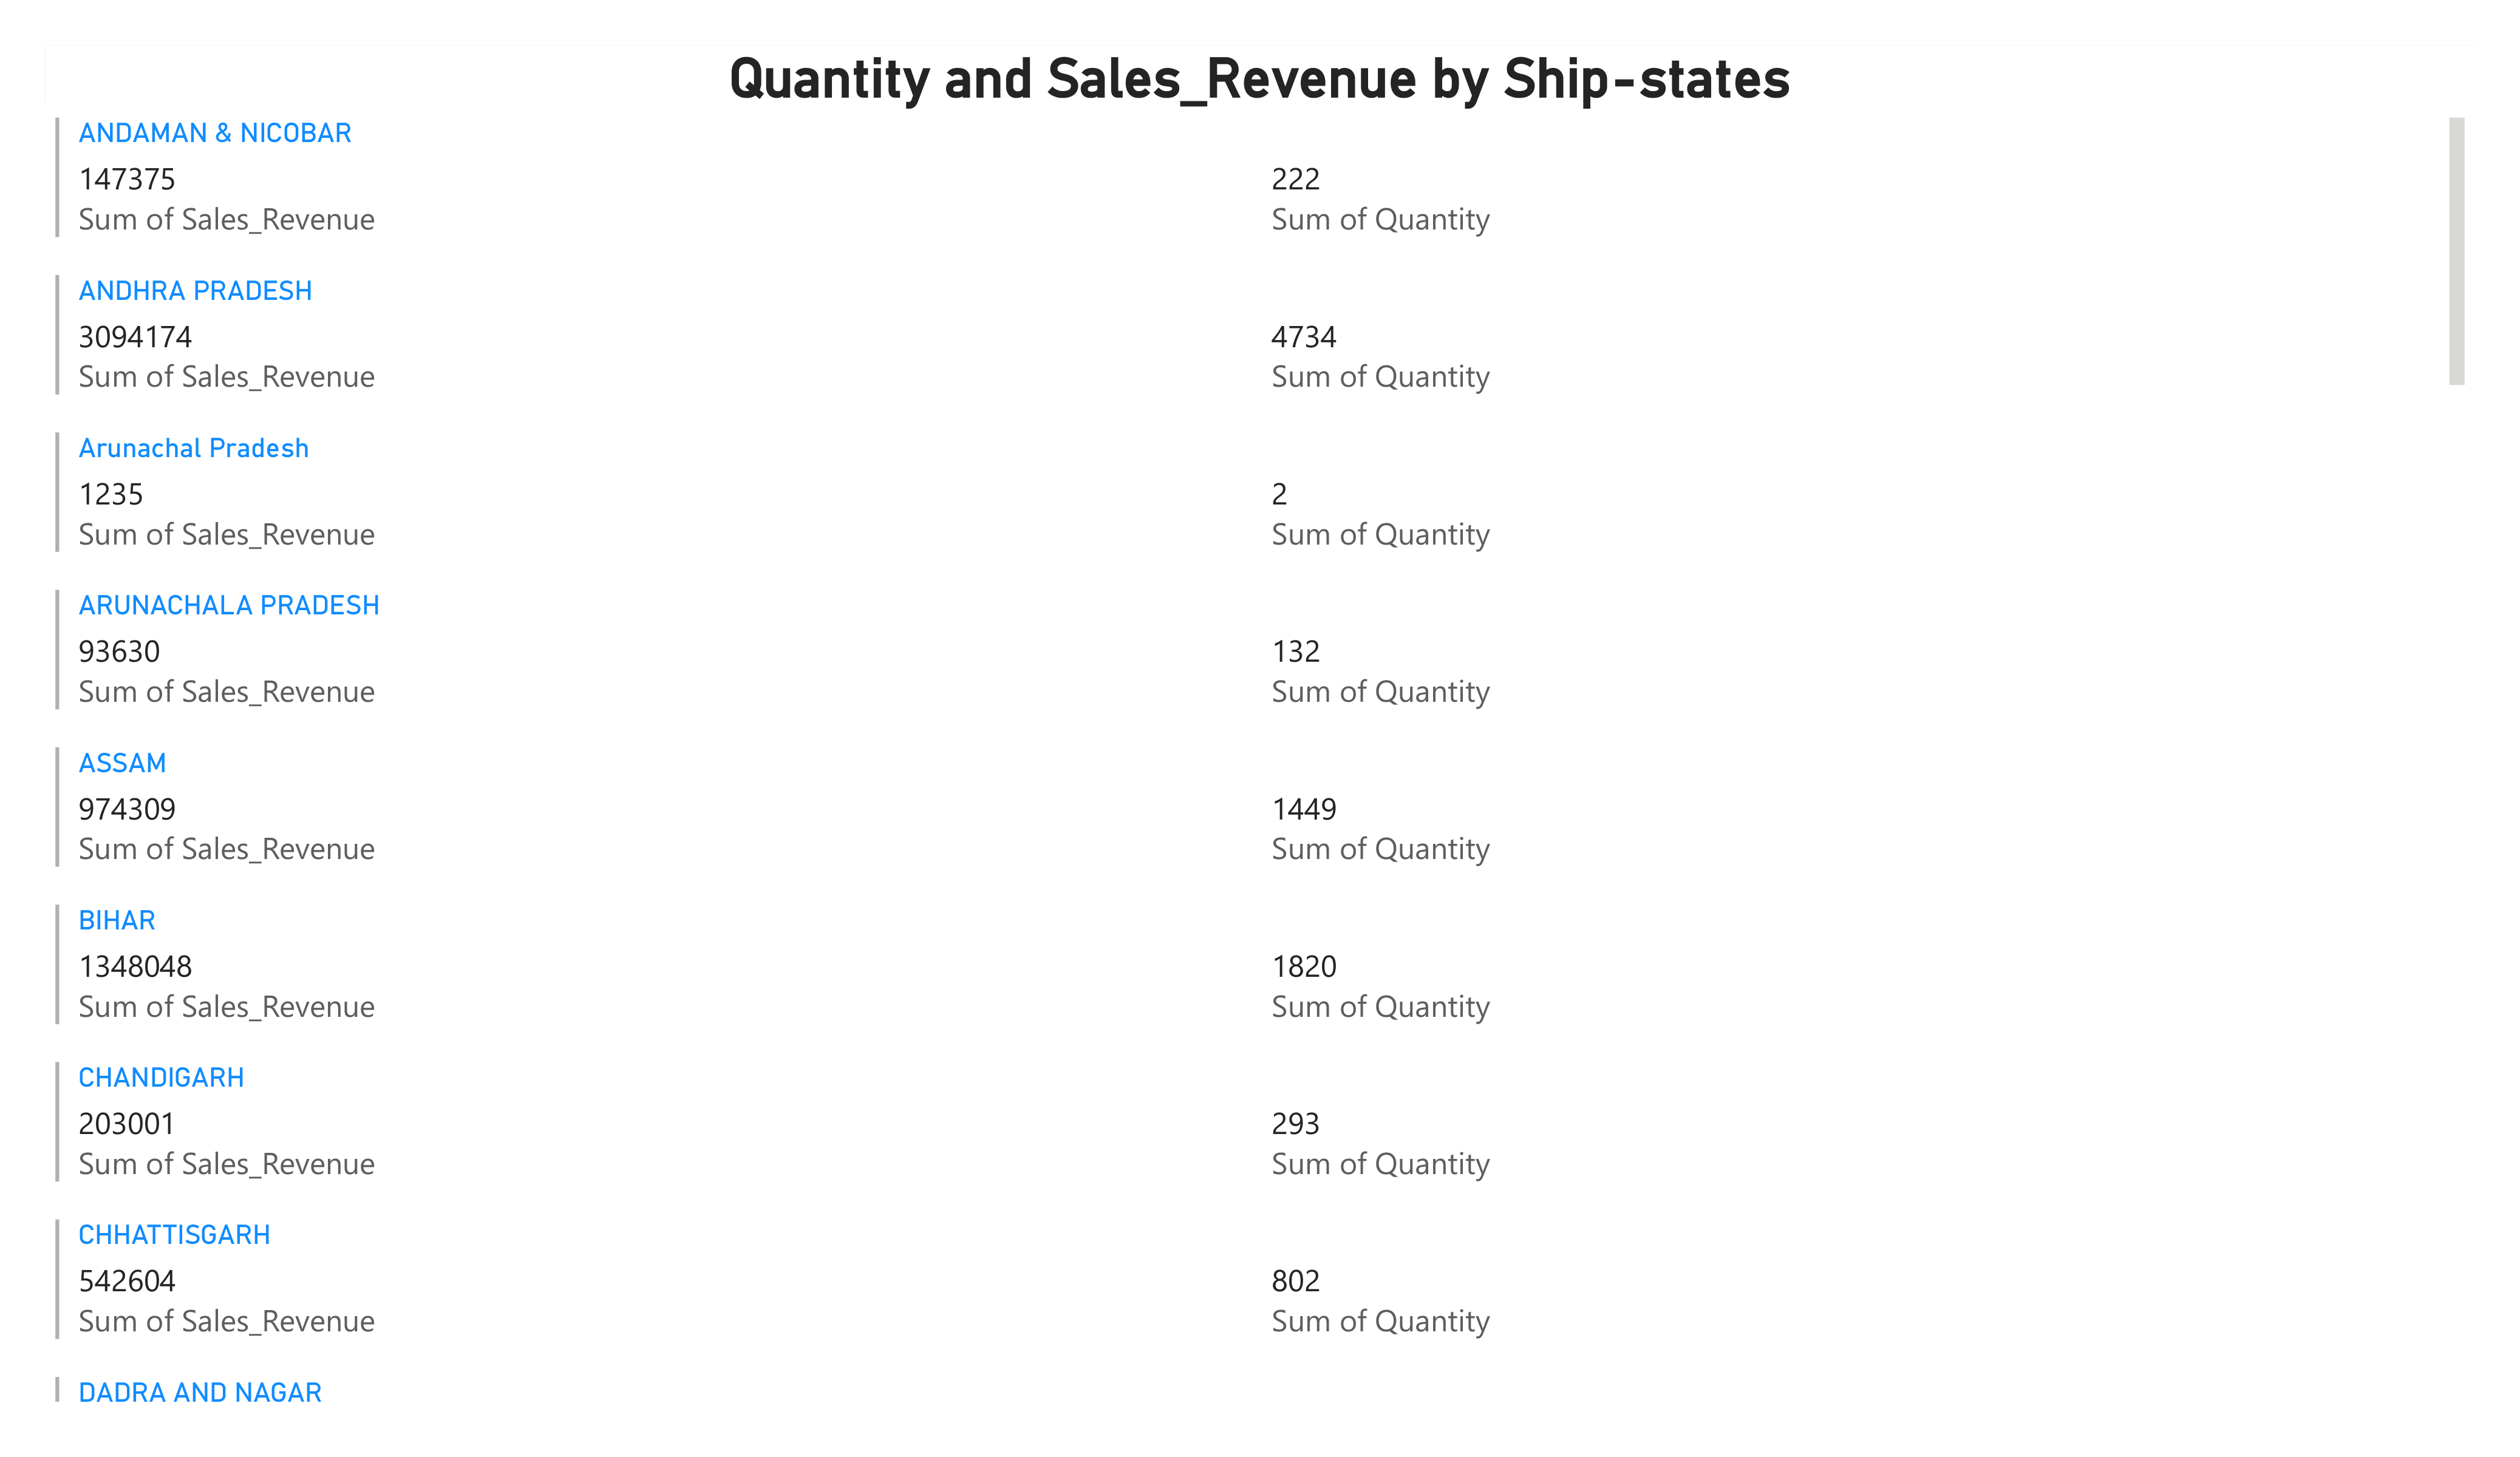 Quantity and Sales_Revenue by Ship-states
ANDAMAN & NICOBAR
147375 222
Sum of Sales_Revenue Sum of Quantity
ANDHRA PRADESH
3094174 4734
Sum of Sales_Revenue Sum of Quantity
Arunachal Pradesh
1235 2
Sum of Sales_Revenue Sum of Quantity
ARUNACHALA PRADESH
93630 132
Sum of Sales_Revenue Sum of Quantity
ASSAM
974309 1449
Sum of Sales_Revenue Sum of Quantity
BIHAR
1348048 1820
Sum of Sales_Revenue Sum of Quantity
CHANDIGARH
203001 293
Sum of Sales_Revenue Sum of Quantity
CHHATTISGARH
542604 802
Sum of Sales_Revenue Sum of Quantity
DADRA AND NAGAR